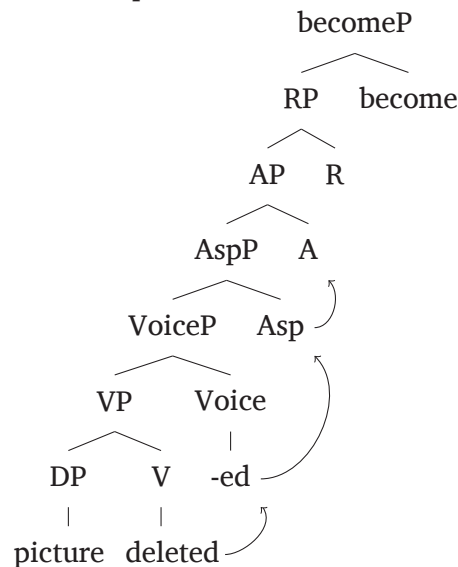 becomeP
RP become
AP R
AspP A
VoiceP Asp
VP Voice
DP V -ed
picture deleted